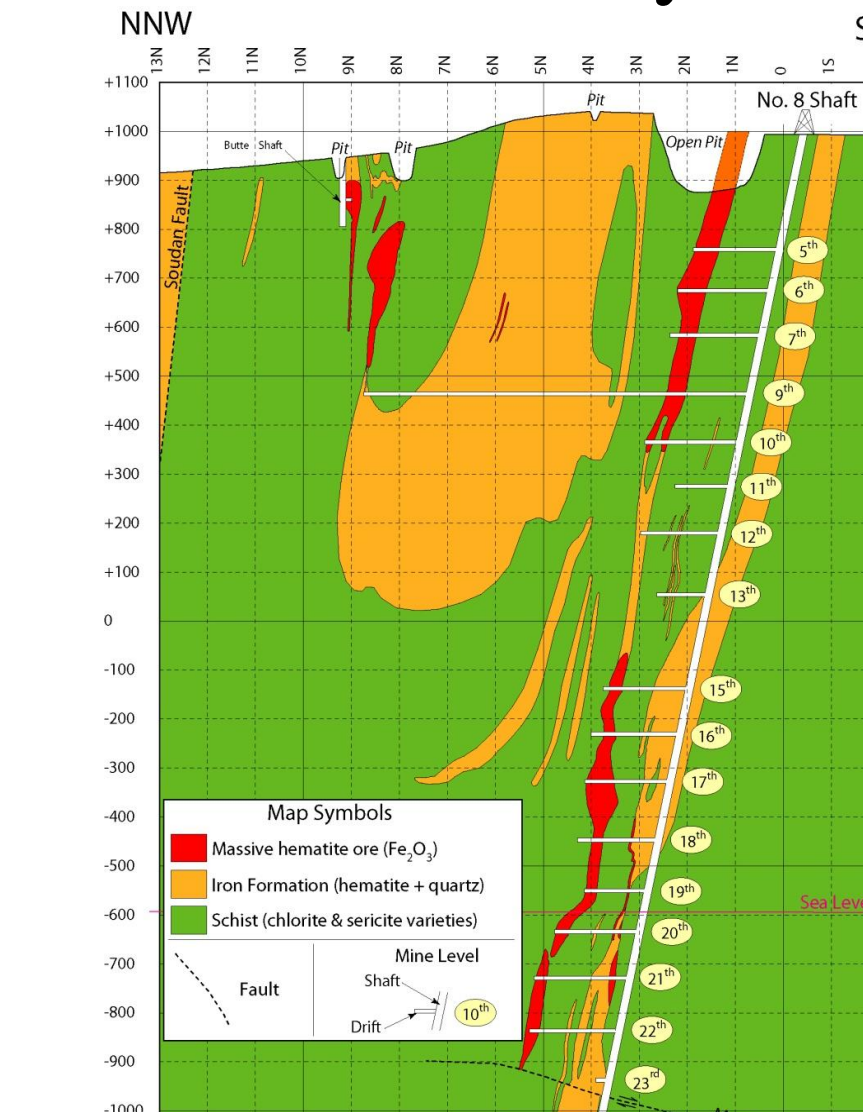 NNW
13N 12N 11N 10N 9N 8N 7N 6N 5N 4N 3N 2N 1N 0 1S
+1100
No. 8 Shaft
Pit
+1000
Butte Shaft
Pit
Pit
Open Pit
+900
Soudan Fault
+800
5th
+700
6th
+600
7th
+500
9th
+400
10th
+300
11th
+200
12th
+100
13th
0
-100
15th
-200
16th
-300
17th
-400
18th
-500
19th
-600
Sea Leve
20th
-700
21th
-800
22th
-900
23rd
-1000
Map Symbols
Massive hematite ore (Fe2O3)
Iron Formation (hematite + quartz)
Schist (chlorite & sericite varieties)
Fault
Mine Level
Shaft
Drift
10th